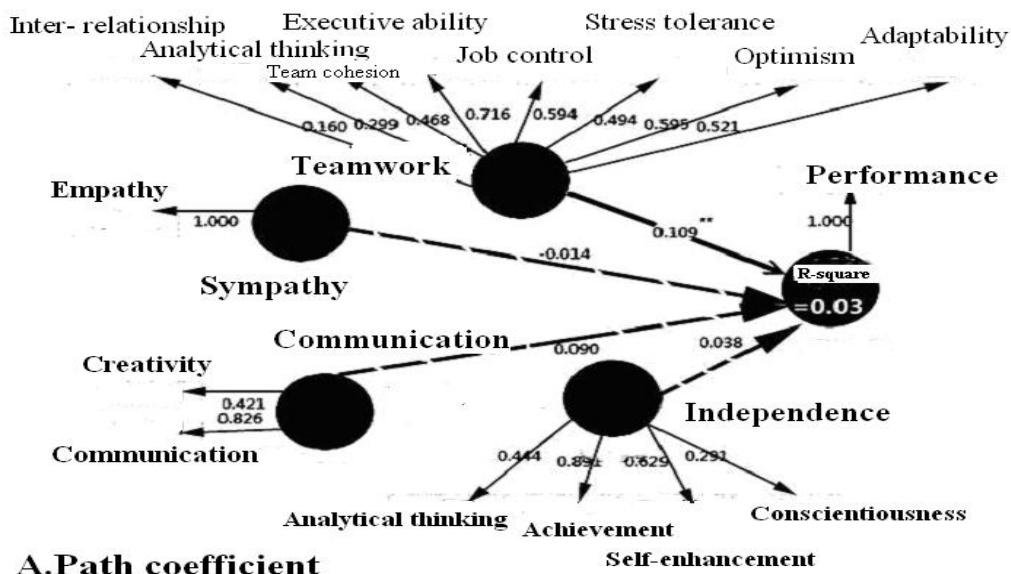 Inter- relationship
Executive ability
Stress tolerance
Adaptability
Analytical thinking
Job control
Optimism
Team cohesion
0.160
0.299
0.468
0.716
0.594
0.494
0.595
0.521
Teamwork
Performance
Empathy
1.000
1.000
0.109**
-0.014
R-square
=0.03
Sympathy
Communication
0.090
0.038
Creativity
0.421
0.826
Independence
Communication
0.444
0.891
0.629
0.291
Analytical thinking
Achievement
Conscientiousness
Self-enhancement
A.Path coefficient